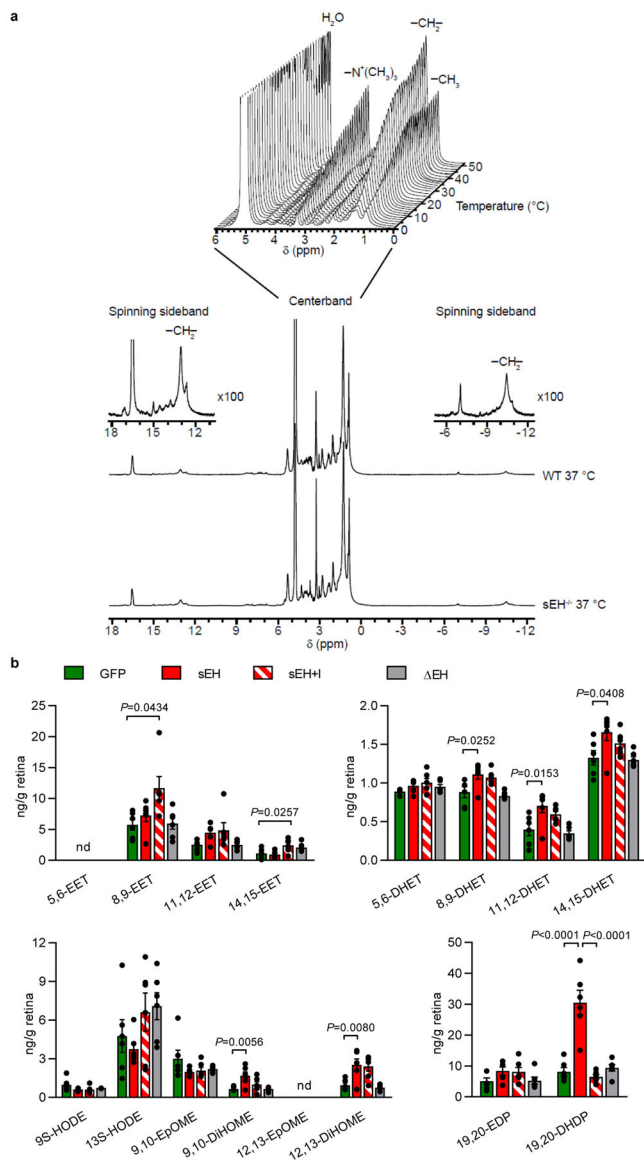 a
H2O
–CH2–
–N+(CH3)3
–CH3
50
40
30
20
10
0
Temperature (°C)
6 5 4 3 2 1 0
δ (ppm)
Spinning sideband
Centerband
Spinning sideband
–CH2–
–CH2–
x100
x100
18 15 12
-6 -9 -12
WT 37 °C
sEH-/- 37 °C
18 15 12 9 6 3 0 -3 -6 -9 -12
δ (ppm)
b
GFP sEH sEH+I ΔEH
25
20
15
10
5
0
ng/g retina
P=0.0434
P=0.0257
nd
5,6-EET 8,9-EET 11,12-EET 14,15-EET
2.0
1.5
1.0
0.5
0.0
ng/g retina
P=0.0408
P=0.0252
P=0.0153
5,6-DHET 8,9-DHET 11,12-DHET 14,15-DHET
12
9
6
3
0
ng/g retina
P=0.0056
P=0.0080
nd
9S-HODE 13S-HODE 9,10-EpOME 9,10-DiHOME 12,13-EpOME 12,13-DiHOME
50
40
30
20
10
0
ng/g retina
P<0.0001 P<0.0001
19,20-EDP 19,20-DHDP